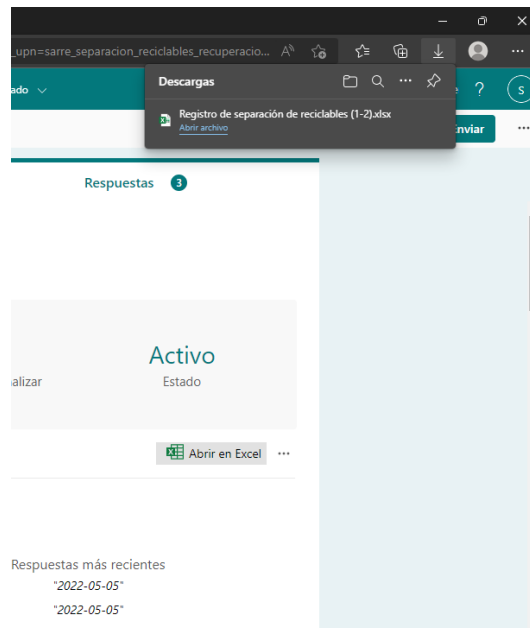 _upn=sarre_separacion_reciclables_recuperacio...
ado
Descargas
?
S
Registro de separación de reciclables (1-2).xlsx
Abrir archivo
nviar
Respuestas 3
Activo
alizar
Estado
Abrir en Excel
Respuestas más recientes
"2022-05-05"
"2022-05-05"